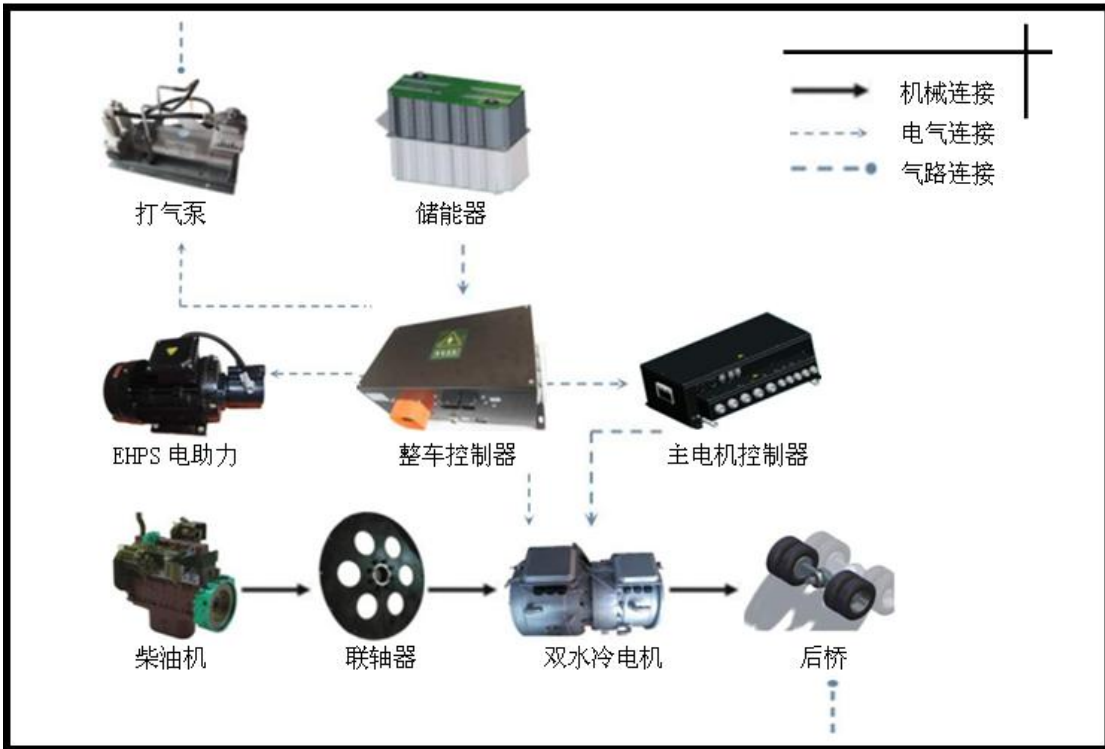 机械连接
电气连接
气路连接
打气泵
储能器
EHPS 电助力
整车控制器
主电机控制器
柴油机
联轴器
双水冷电机
后桥